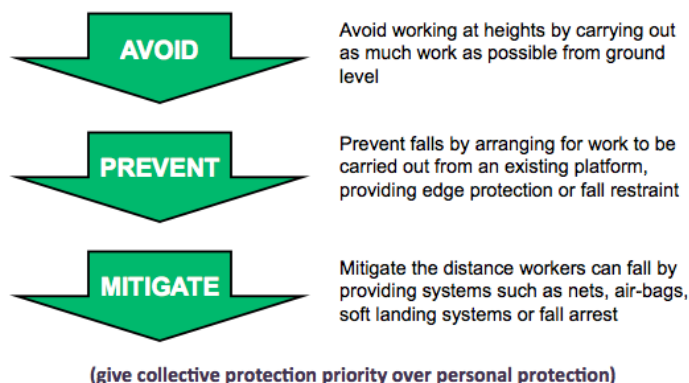 AVOID
Avoid working at heights by carrying out
as much work as possible from ground
level
PREVENT
Prevent falls by arranging for work to be
carried out from an existing platform,
providing edge protection or fall restraint
MITIGATE
Mitigate the distance workers can fall by
providing systems such as nets, air-bags,
soft landing systems or fall arrest
(give collective protection priority over personal protection)